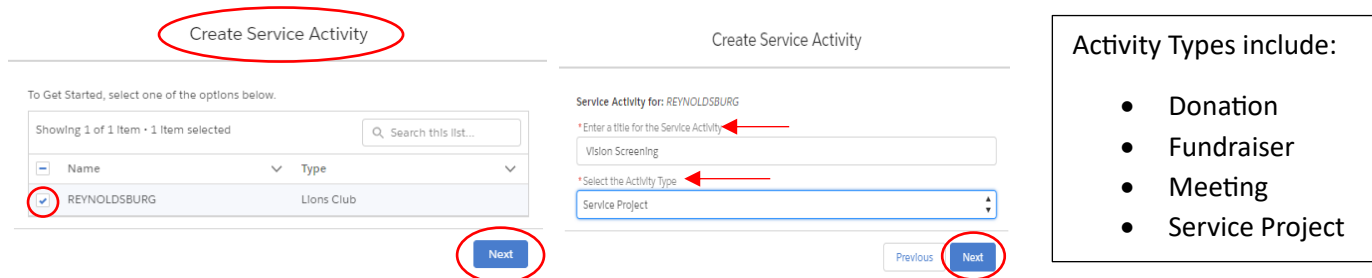 Create Service Activity
To Get Started, select one of the options below.
Showing 1 of 1 Item • 1 Item selected
Search this list...
Name
Type
REYNOLDSBURG
Lions Club
Next
Create Service Activity
Service Activity for: REYNOLDSBURG
*Enter a title for the Service Activity
Vision Screening
*Select the Activity Type
Service Project
Previous
Next
Activity Types include:
• Donation
• Fundraiser
• Meeting
• Service Project